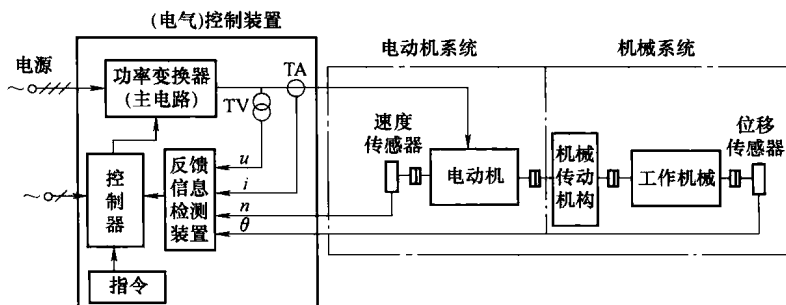 (电气)控制装置
电动机系统
机械系统
电源
~
功率变换器
(主电路)
TA
TV
速度
传感器
位移
传感器
电动机
机械
传动
机构
工作机械
~
控
制
器
反馈
信息
检测
装置
u
i
n
θ
指令